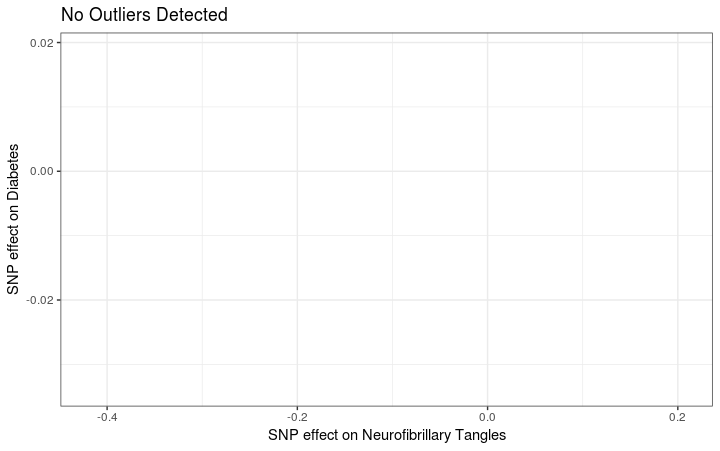 No Outliers Detected
0.02
0.00
-0.02
SNP effect on Diabetes
-0.4
-0.2
0.0
0.2
SNP effect on Neurofibrillary Tangles